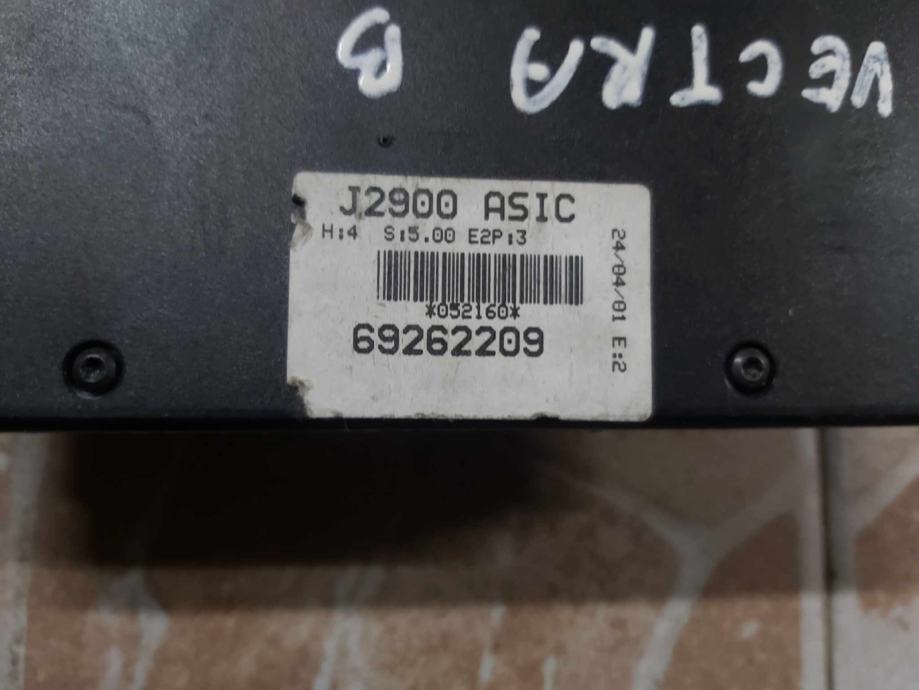 VECTRA B
J2900 ASIC
H:4 S:5.00 E2P:3
*052160*
69262209
24/04/01 E:2